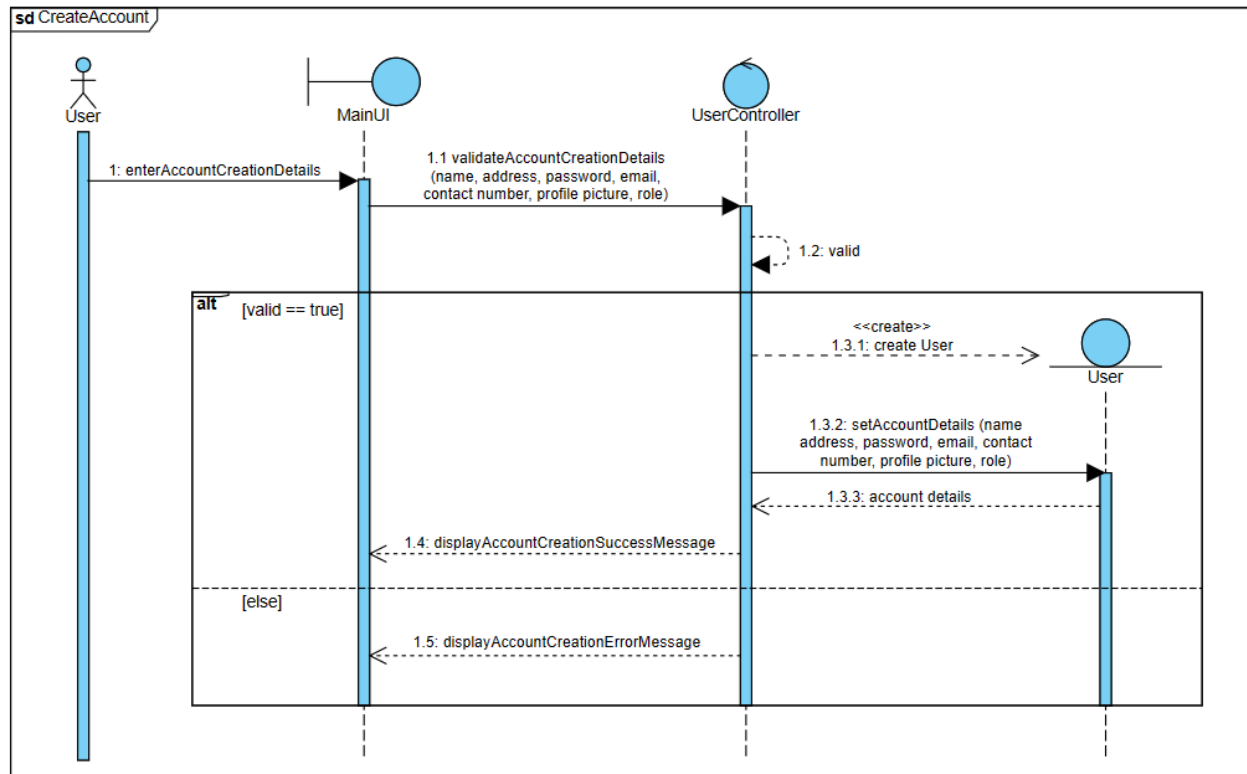 sd CreateAccount
User
MainUI
UserController
1: enterAccountCreationDetails
1.1 validateAccountCreationDetails
(name, address, password, email,
contact number, profile picture, role)
1.2: valid
alt
[valid == true]
<<create>>
1.3.1: create User
User
1.3.2: setAccountDetails (name
address, password, email, contact
number, profile picture, role)
1.3.3: account details
1.4: displayAccountCreationSuccessMessage
[else]
1.5: displayAccountCreationErrorMessage